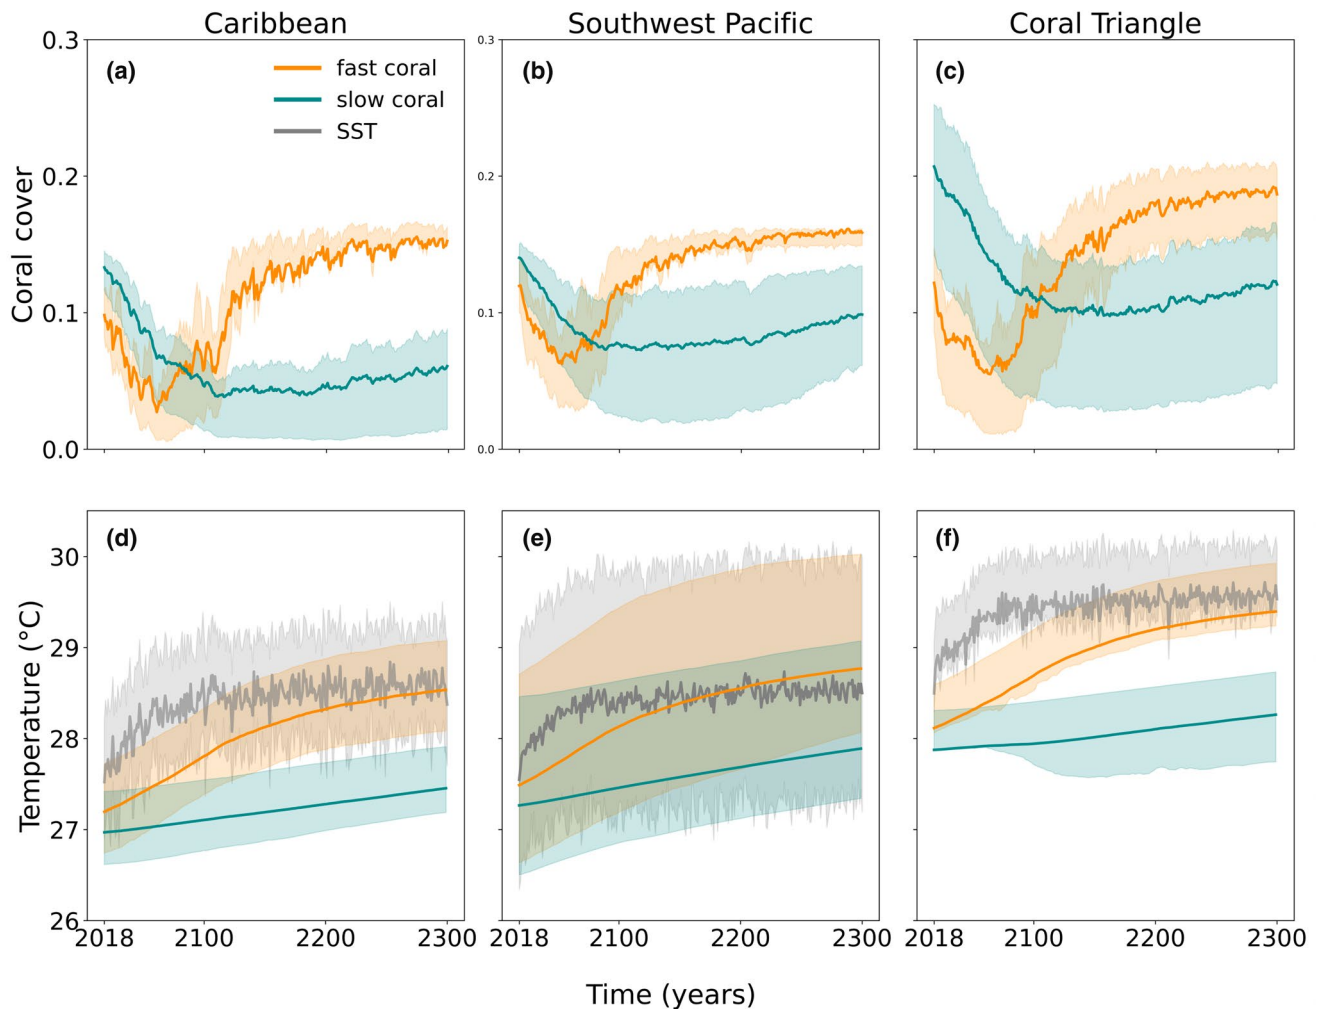 Caribbean
Southwest Pacific
Coral Triangle
0.3
0.2
0.1
0.0
Coral cover
(a)
fast coral
slow coral
SST
0.3
0.2
0.1
0.0
(b)
(c)
30
29
28
27
26
Temperature (°C)
(d)
(e)
(f)
2018 2100 2200 2300
2018 2100 2200 2300
2018 2100 2200 2300
Time (years)